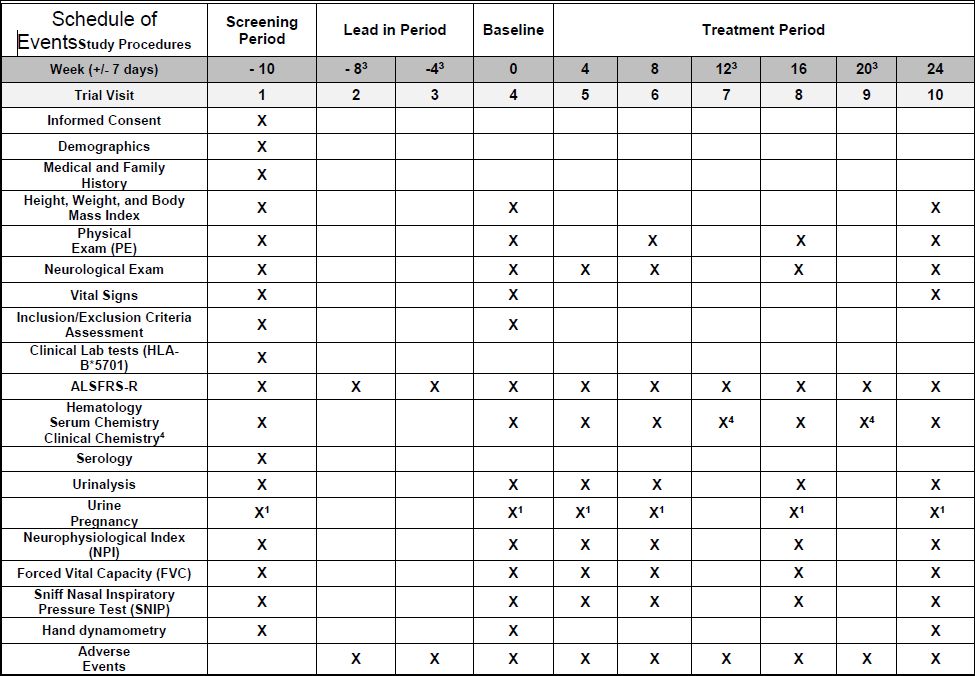 Schedule of
EventsStudy Procedures
Screening
Period
Lead in Period
Baseline
Treatment Period
Week (+/- 7 days) - 10 - 8³ -4³ 0 4 8 12³ 16 20³ 24
Trial Visit 1 2 3 4 5 6 7 8 9 10
Informed Consent X
Demographics X
Medical and Family
History X
Height, Weight, and Body
Mass Index X X X
Physical
Exam (PE) X X X X X
Neurological Exam X X X X X X
Vital Signs X X X
Inclusion/Exclusion Criteria
Assessment X X
Clinical Lab tests (HLA-
B*5701) X
ALSFRS-R X X X X X X X X X X
Hematology
Serum Chemistry
Clinical Chemistry⁴ X X X X X⁴ X X⁴ X
Serology X
Urinalysis X X X X X X
Urine
Pregnancy X¹ X¹ X¹ X¹ X¹ X¹
Neurophysiological Index
(NPI) X X X X X X
Forced Vital Capacity (FVC) X X X X X X
Sniff Nasal Inspiratory
Pressure Test (SNIP) X X X X X X
Hand dynamometry X X X
Adverse
Events X X X X X X X X X